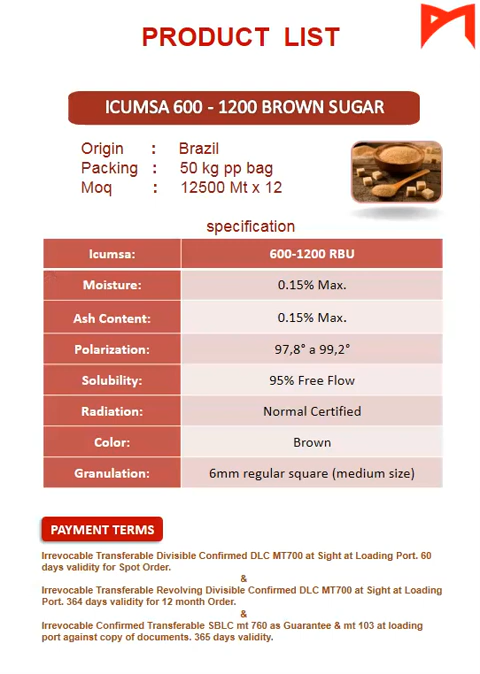 PRODUCT LIST
ICUMSA 600 - 1200 BROWN SUGAR
Origin : Brazil
Packing : 50 kg pp bag
Moq : 12500 Mt x 12
specification
Icumsa: 600-1200 RBU
Moisture: 0.15% Max.
Ash Content: 0.15% Max.
Polarization: 97,8° a 99,2°
Solubility: 95% Free Flow
Radiation: Normal Certified
Color: Brown
Granulation: 6mm regular square (medium size)
PAYMENT TERMS
Irrevocable Transferable Divisible Confirmed DLC MT700 at Sight at Loading Port. 60
days validity for Spot Order.
&
Irrevocable Transferable Revolving Divisible Confirmed DLC MT700 at Sight at Loading
Port. 364 days validity for 12 month Order.
&
Irrevocable Confirmed Transferable SBLC mt 760 as Guarantee & mt 103 at loading
port against copy of documents. 365 days validity.